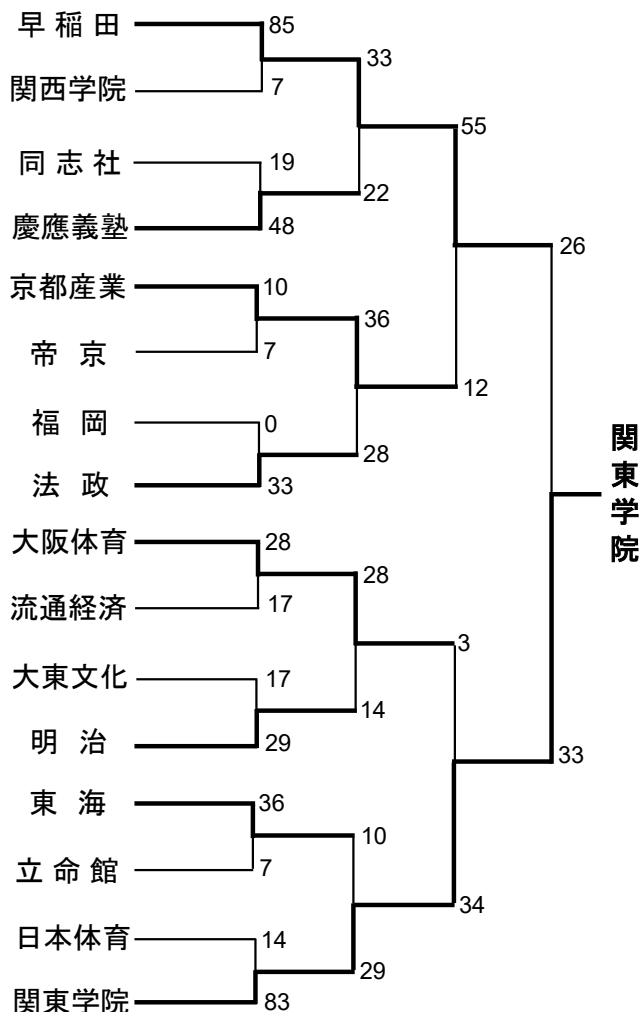 早稲田
85
33
関西学院
7
55
同志社
19
22
慶應義塾
48
26
京都産業
10
36
帝京
7
12
福岡
0
28
法政
33
関東学院
大阪体育
28
28
流通経済
17
3
大東文化
17
14
明治
29
33
東海
36
10
立命館
7
34
日本体育
14
29
関東学院
83